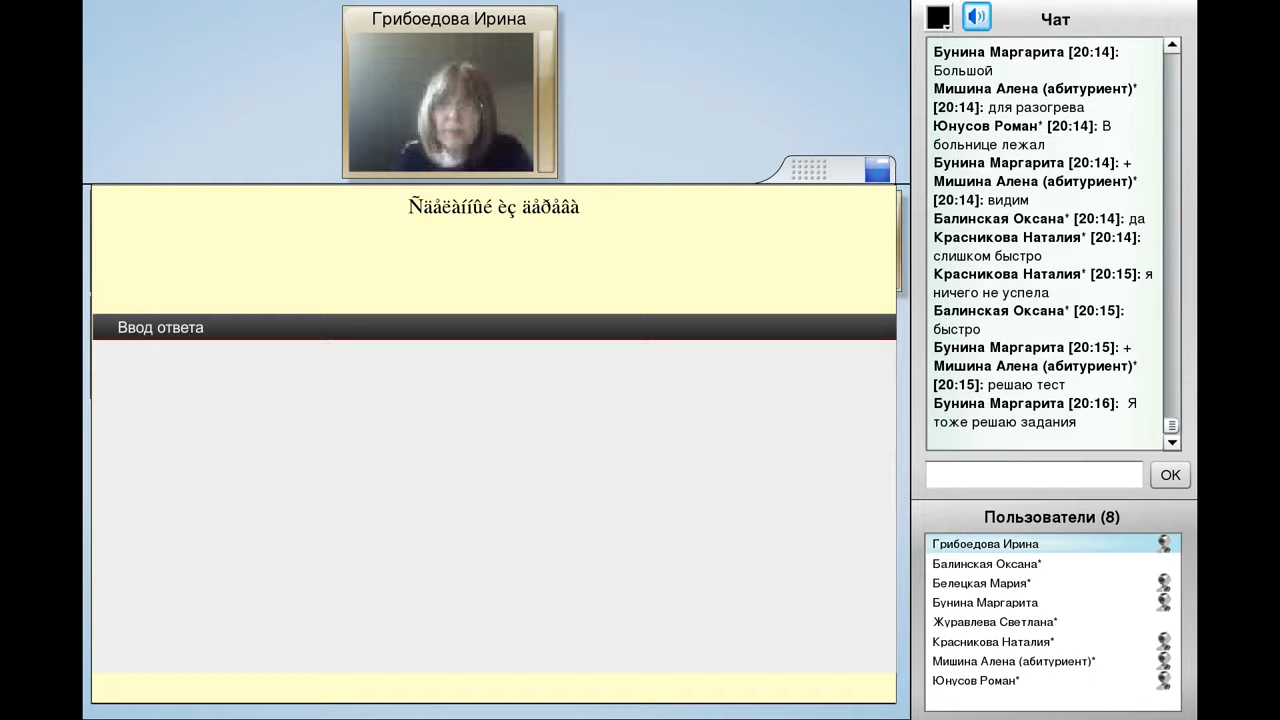 Грибоедова Ирина
Ñäåëàííûé èç äåðåâà
Ввод ответа
Чат
Бунина Маргарита [20:14]:
Большой
Мишина Алена (абитуриент)*
[20:14]: для разогрева
Юнусов Роман* [20:14]: В
больнице лежал
Бунина Маргарита [20:14]: +
Мишина Алена (абитуриент)*
[20:14]: видим
Балинская Оксана* [20:14]: да
Красникова Наталия* [20:14]:
слишком быстро
Красникова Наталия* [20:15]: я
ничего не успела
Балинская Оксана* [20:15]:
быстро
Бунина Маргарита [20:15]: +
Мишина Алена (абитуриент)*
[20:15]: решаю тест
Бунина Маргарита [20:16]: Я
тоже решаю задания
OK
Пользователи (8)
Грибоедова Ирина
Балинская Оксана*
Белецкая Мария*
Бунина Маргарита
Журавлева Светлана*
Красникова Наталия*
Мишина Алена (абитуриент)*
Юнусов Роман*